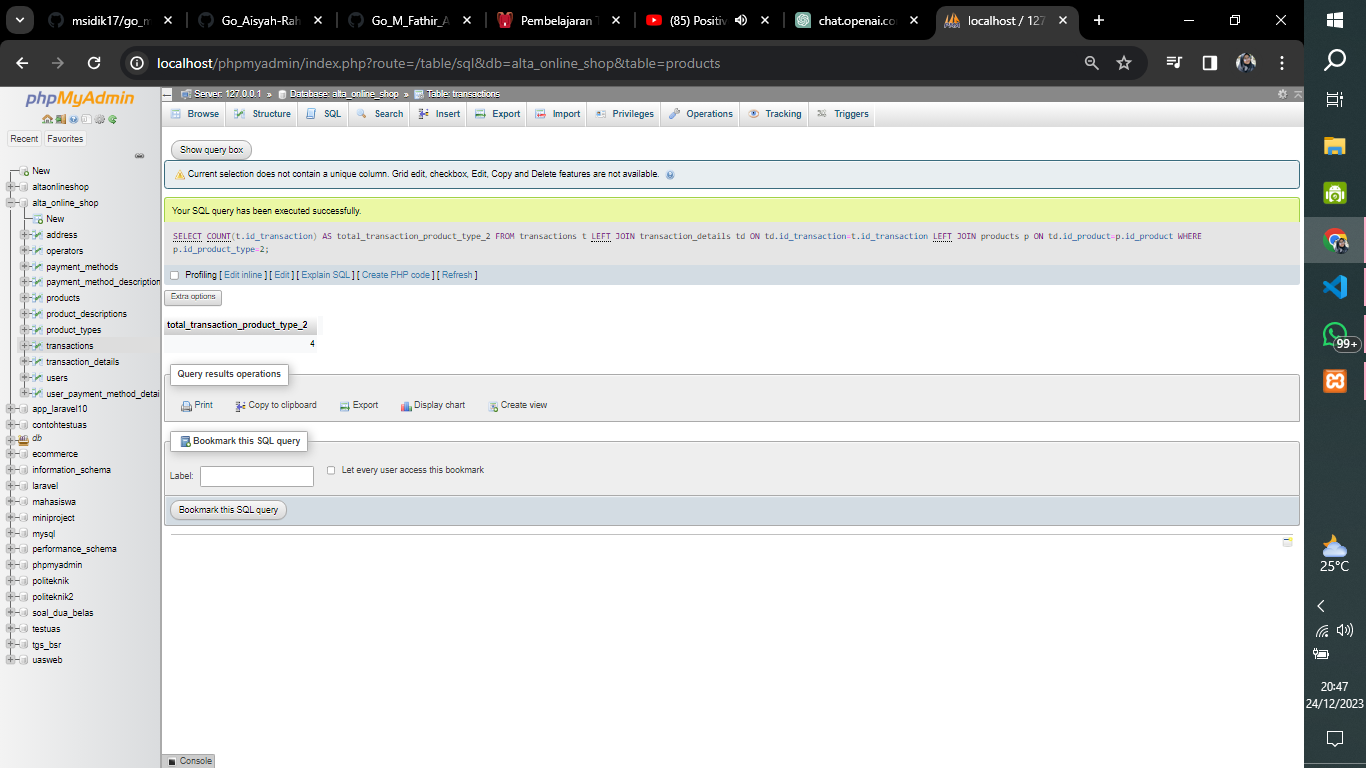 msidik17/go_m
Go_Aisyah-Rah
Go_M_Fathir_A
Pembelajaran T
(85) Positiv
chat.openai.co
localhost / 127
localhost/phpmyadmin/index.php?route=/table/sql&db=alta_online_shop&table=products
phpMyAdmin
Recent Favorites
New
altaonlineshop
alta_online_shop
New
address
operators
payment_methods
payment_method_description
products
product_descriptions
product_types
transactions
transaction_details
users
user_payment_method_detai
app_laravel10
contohtestuas
db
ecommerce
information_schema
laravel
mahasiswa
miniproject
mysql
performance_schema
phpmyadmin
politeknik
politeknik2
soal_dua_belas
testuas
tgs_bsr
uasweb
Server: 127.0.0.1 » Database: alta_online_shop » Table: transactions
Browse Structure SQL Search Insert Export Import Privileges Operations Tracking Triggers
Show query box
Current selection does not contain a unique column. Grid edit, checkbox, Edit, Copy and Delete features are not available.
Your SQL query has been executed successfully.
SELECT COUNT(t.id_transaction) AS total_transaction_product_type_2 FROM transactions t LEFT JOIN transaction_details td ON td.id_transaction=t.id_transaction LEFT JOIN products p ON td.id_product=p.id_product WHERE
p.id_product_type=2;
Profiling [ Edit inline ] [ Edit ] [ Explain SQL ] [ Create PHP code ] [ Refresh ]
Extra options
total_transaction_product_type_2
4
Query results operations
Print Copy to clipboard Export Display chart Create view
Bookmark this SQL query
Label: Let every user access this bookmark
Bookmark this SQL query
Console
99+
25°C
20:47
24/12/2023